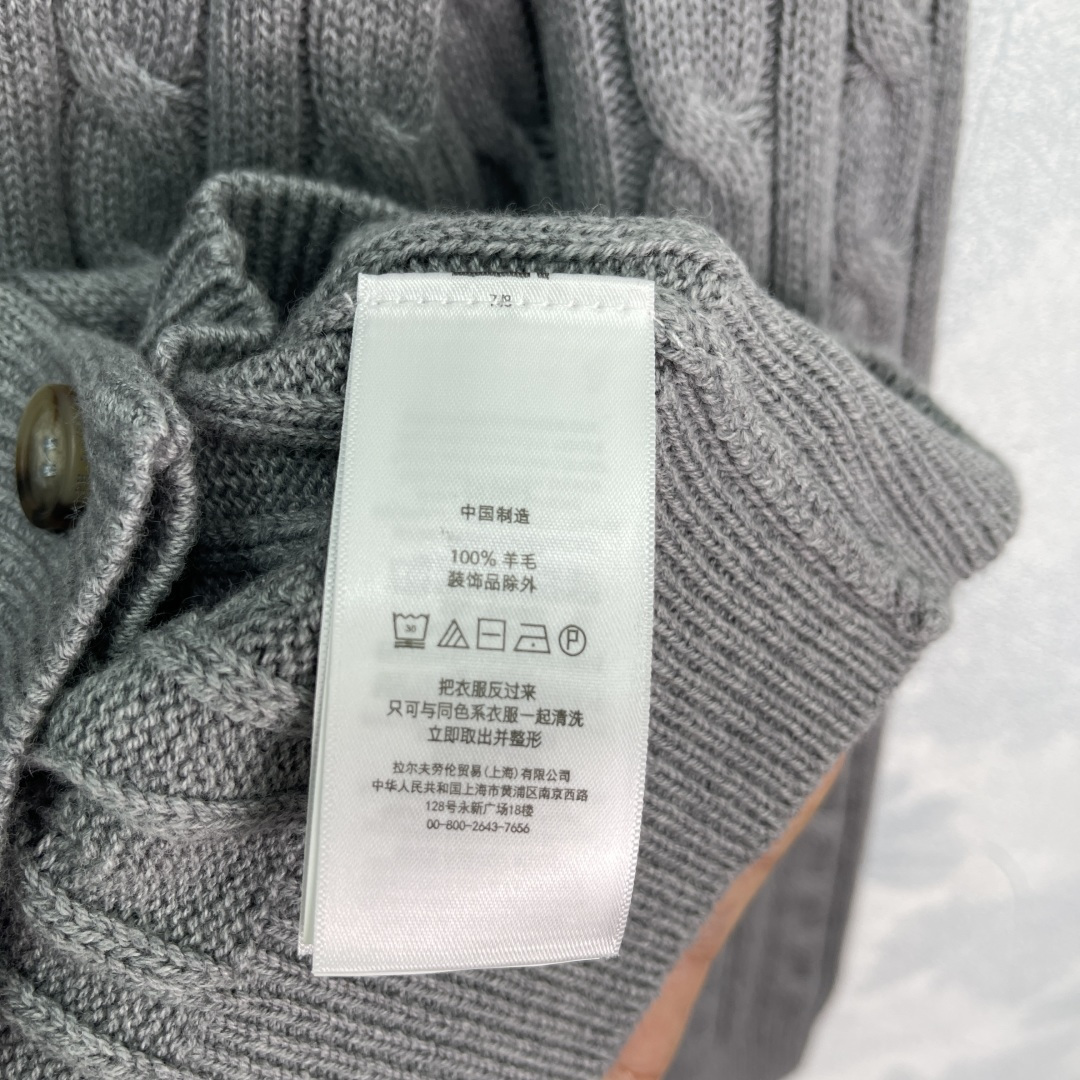 中国制造
100% 羊毛
装饰品除外
30
P
把衣服反过来
只可与同色系衣服一起清洗
立即取出并整形
拉尔夫劳伦贸易(上海)有限公司
中华人民共和国上海市黄浦区南京西路
128号永新广场18楼
00-800-2643-7656